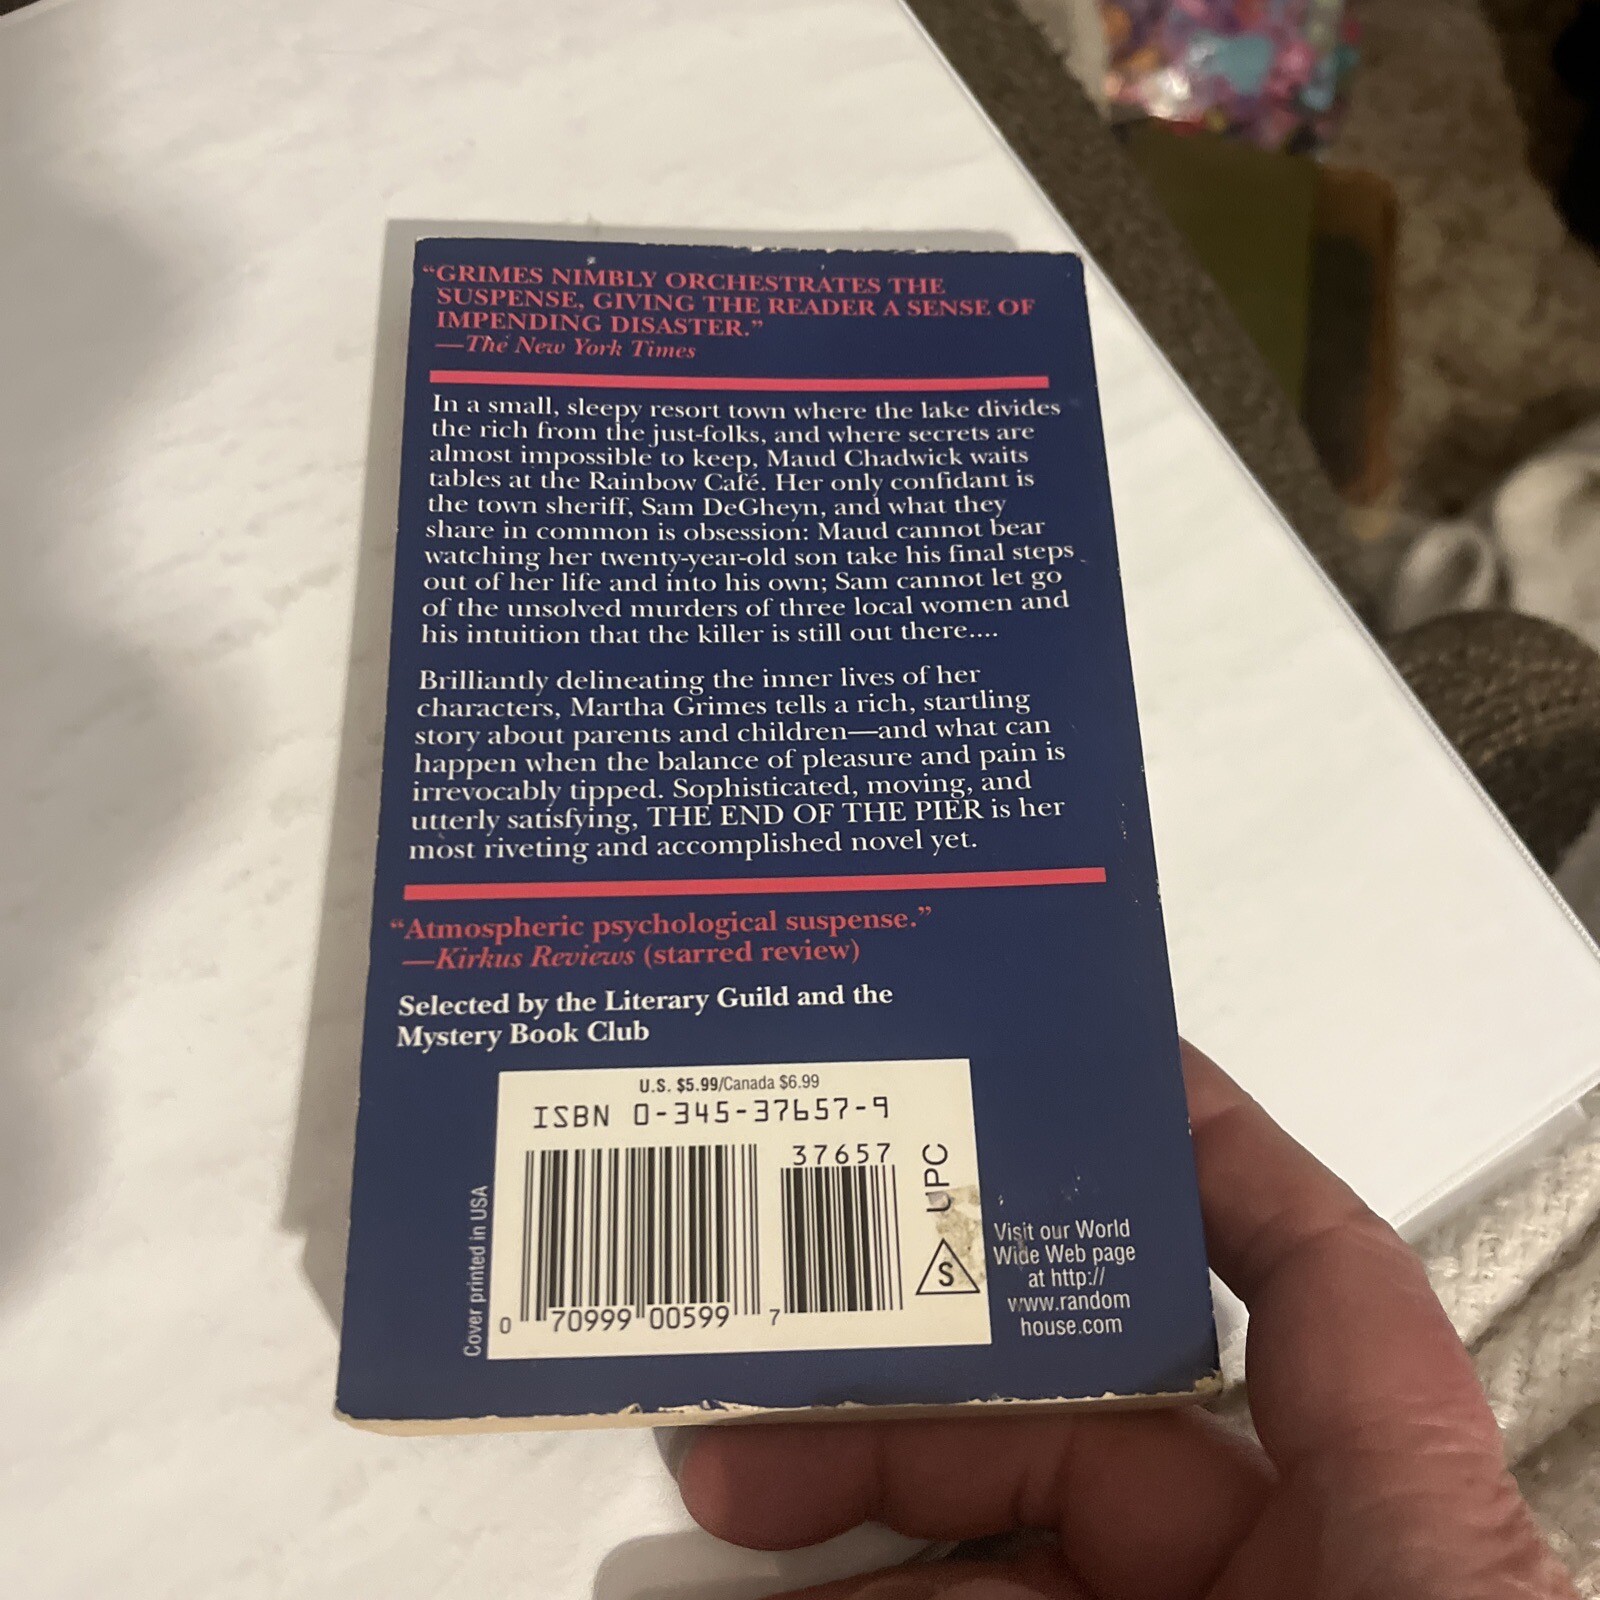 “GRIMES NIMBLY ORCHESTRATES THE
SUSPENSE, GIVING THE READER A SENSE OF
IMPENDING DISASTER.”
—The New York Times
In a small, sleepy resort town where the lake divides
the rich from the just-folks, and where secrets are
almost impossible to keep, Maud Chadwick waits
tables at the Rainbow Café. Her only confidant is
the town sheriff, Sam DeGheyn, and what they
share in common is obsession: Maud cannot bear
watching her twenty-year-old son take his final steps
out of her life and into his own; Sam cannot let go
of the unsolved murders of three local women and
his intuition that the killer is still out there....
Brilliantly delineating the inner lives of her
characters, Martha Grimes tells a rich, startling
story about parents and children—and what can
happen when the balance of pleasure and pain is
irrevocably tipped. Sophisticated, moving, and
utterly satisfying, THE END OF THE PIER is her
most riveting and accomplished novel yet.
“Atmospheric psychological suspense.”
—Kirkus Reviews (starred review)
Selected by the Literary Guild and the
Mystery Book Club
U.S. $5.99/Canada $6.99
ISBN 0-345-37657-9
37657
UPC
S
0 70999 00599 7
Cover printed in USA
Visit our World
Wide Web page
at http://
www.random
house.com